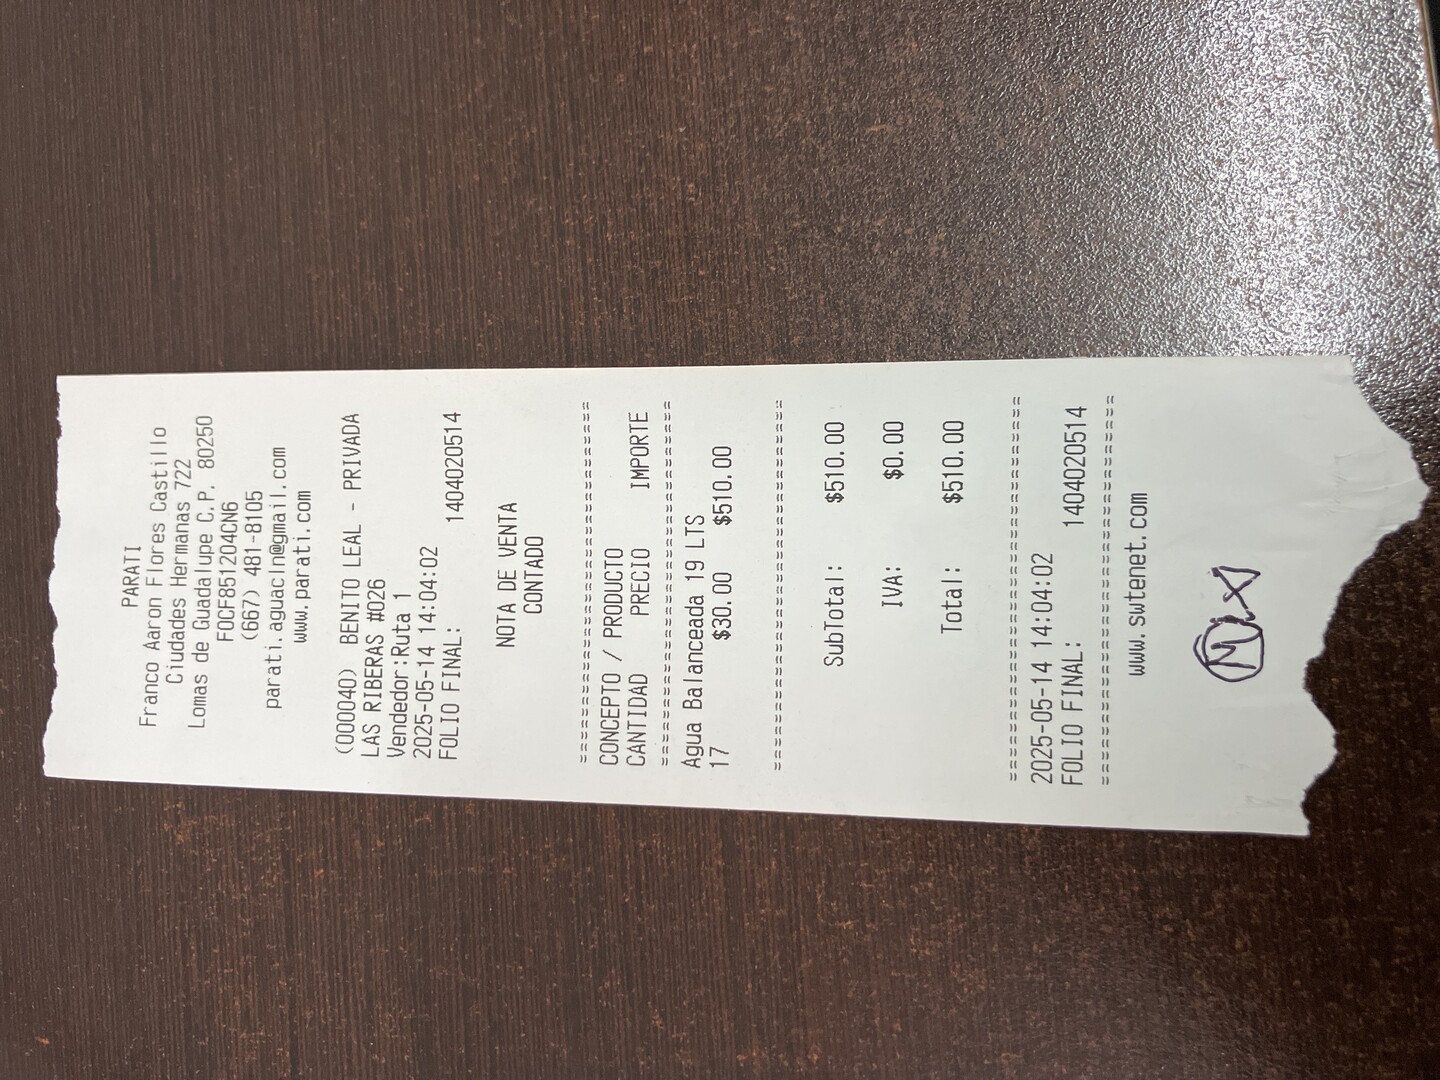 PARATI
Franco Aaron Flores Castillo
Ciudades Hermanas 722
Lomas de Guadalupe C.P. 80250
FOCF851204CN6
(667) 481-8105
parati.aguacln@gmail.com
www.parati.com
(000040) BENITO LEAL - PRIVADA
LAS RIBERAS #026
Vendedor:Ruta 1
2025-05-14 14:04:02
FOLIO FINAL: 1404020514
NOTA DE VENTA
CONTADO
==============================
CONCEPTO / PRODUCTO
CANTIDAD PRECIO IMPORTE
==============================
Agua Balanceada 19 LTS
17 $30.00 $510.00
==============================
SubTotal: $510.00
IVA: $0.00
Total: $510.00
==============================
2025-05-14 14:04:02
FOLIO FINAL: 1404020514
==============================
www.swtenet.com